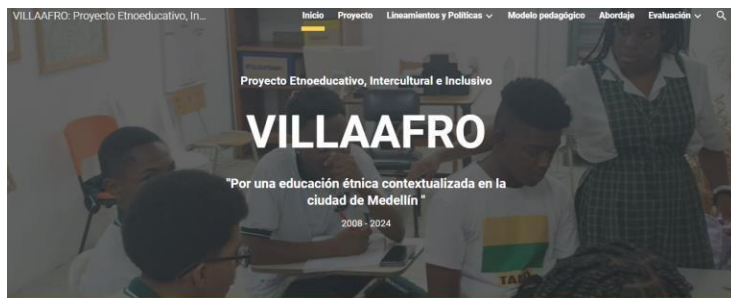 VILLAAFRO: Proyecto Etnoeducativo, In...
Inicio Proyecto Lineamientos y Políticas Modelo pedagógico Abordaje Evaluación
Proyecto Etnoeducativo, Intercultural e Inclusivo
VILLAAFRO
"Por una educación étnica contextualizada en la
ciudad de Medellín "
2008 - 2024